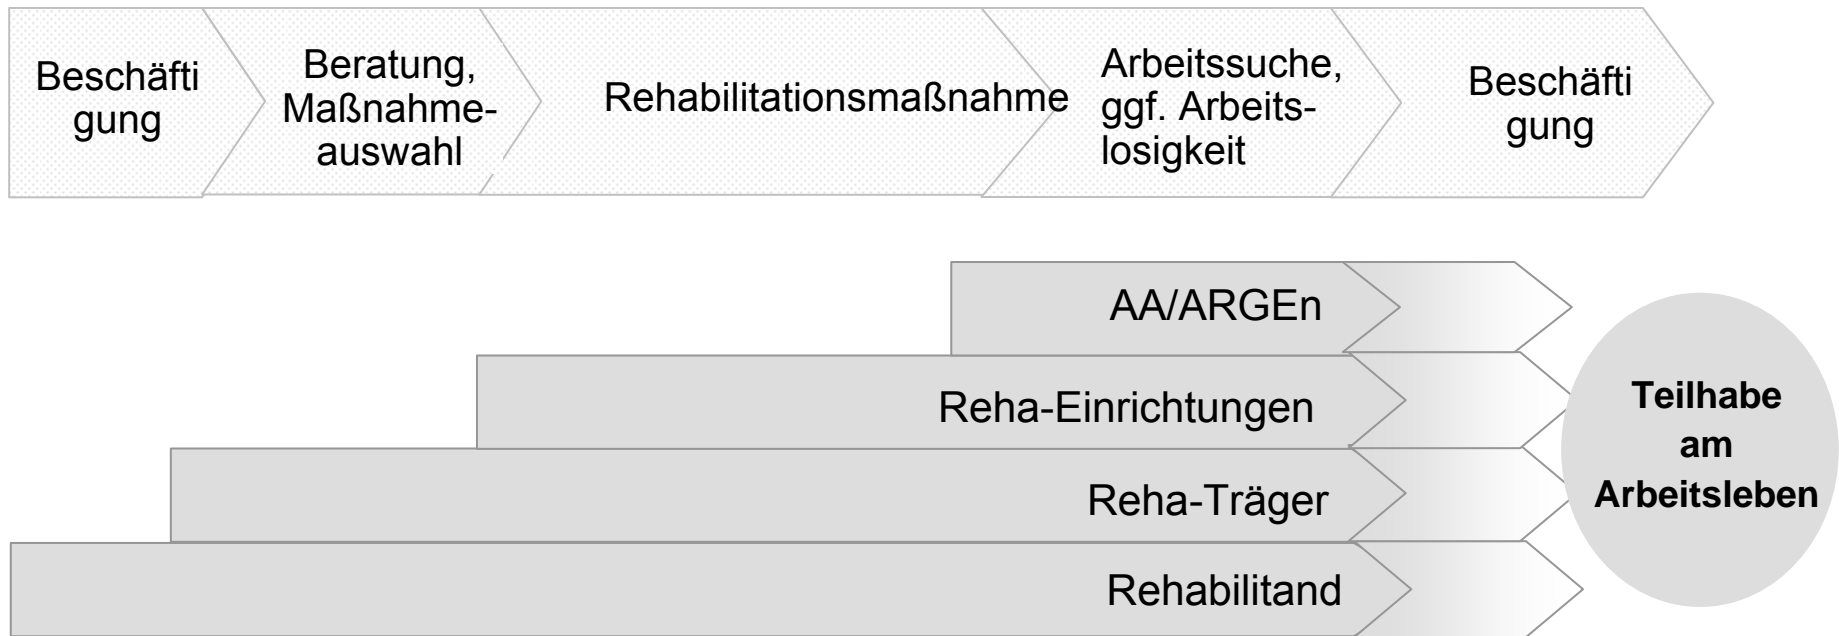 Beschäfti
gung
Beratung,
Maßnahme-
auswahl
Rehabilitationsmaßnahme
Arbeitssuche,
ggf. Arbeits-
losigkeit
Beschäfti
gung
AA/ARGEn
Reha-Einrichtungen
Reha-Träger
Rehabilitand
Teilhabe
am
Arbeitsleben